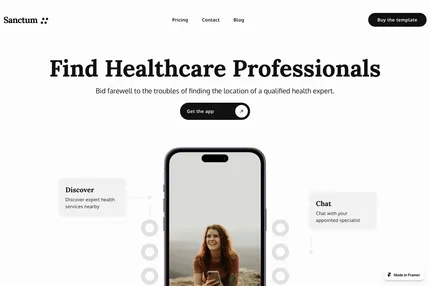 Sanctum
Pricing
Contact
Blog
Buy the template
Find Healthcare Professionals
Bid farewell to the troubles of finding the location of a qualified health expert.
Get the app
Discover
Discover expert health
services nearby
Chat
Chat with your
appointed specialist
Made in Framer